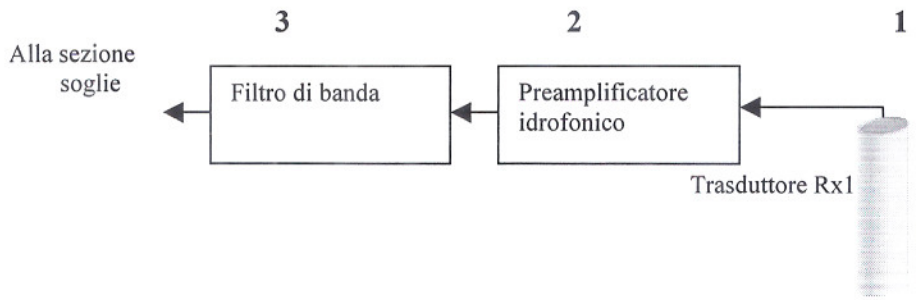 3
2
1
Alla sezione
soglie
Filtro di banda
Preamplificatore
idrofonico
Trasduttore Rx1